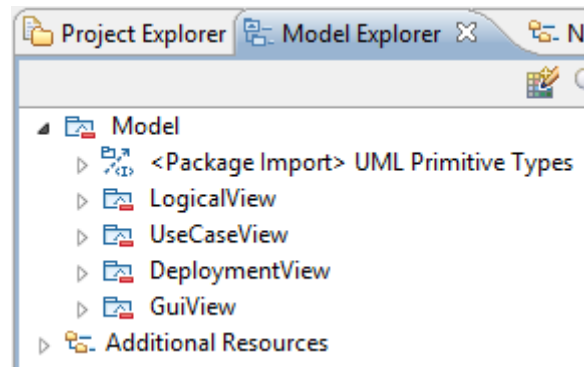 Project Explorer Model Explorer N
Model
<Package Import> UML Primitive Types
LogicalView
UseCaseView
DeploymentView
GuiView
Additional Resources